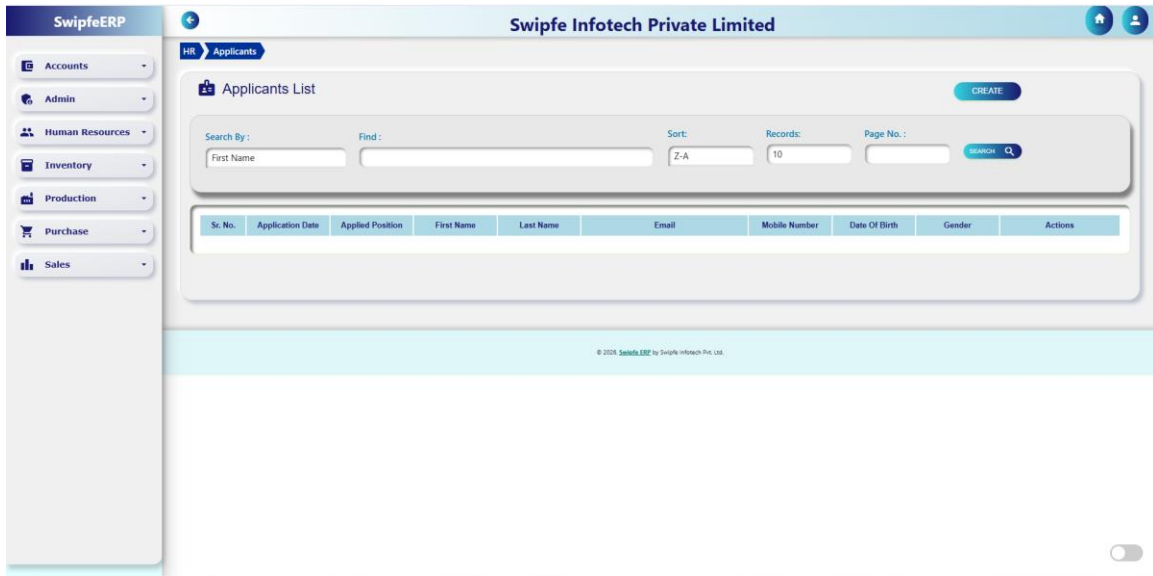 SwipfeERP
Swipfe Infotech Private Limited
HR Applicants
Accounts
Admin
Human Resources
Inventory
Production
Purchase
Sales
Applicants List
CREATE
Search By : Find : Sort: Records: Page No. :
First Name Z-A 10 SEARCH
Sr. No. Application Date Applied Position First Name Last Name Email Mobile Number Date Of Birth Gender Actions
© 2026, Swipfe ERP by Swipfe Infotech Pvt. Ltd.